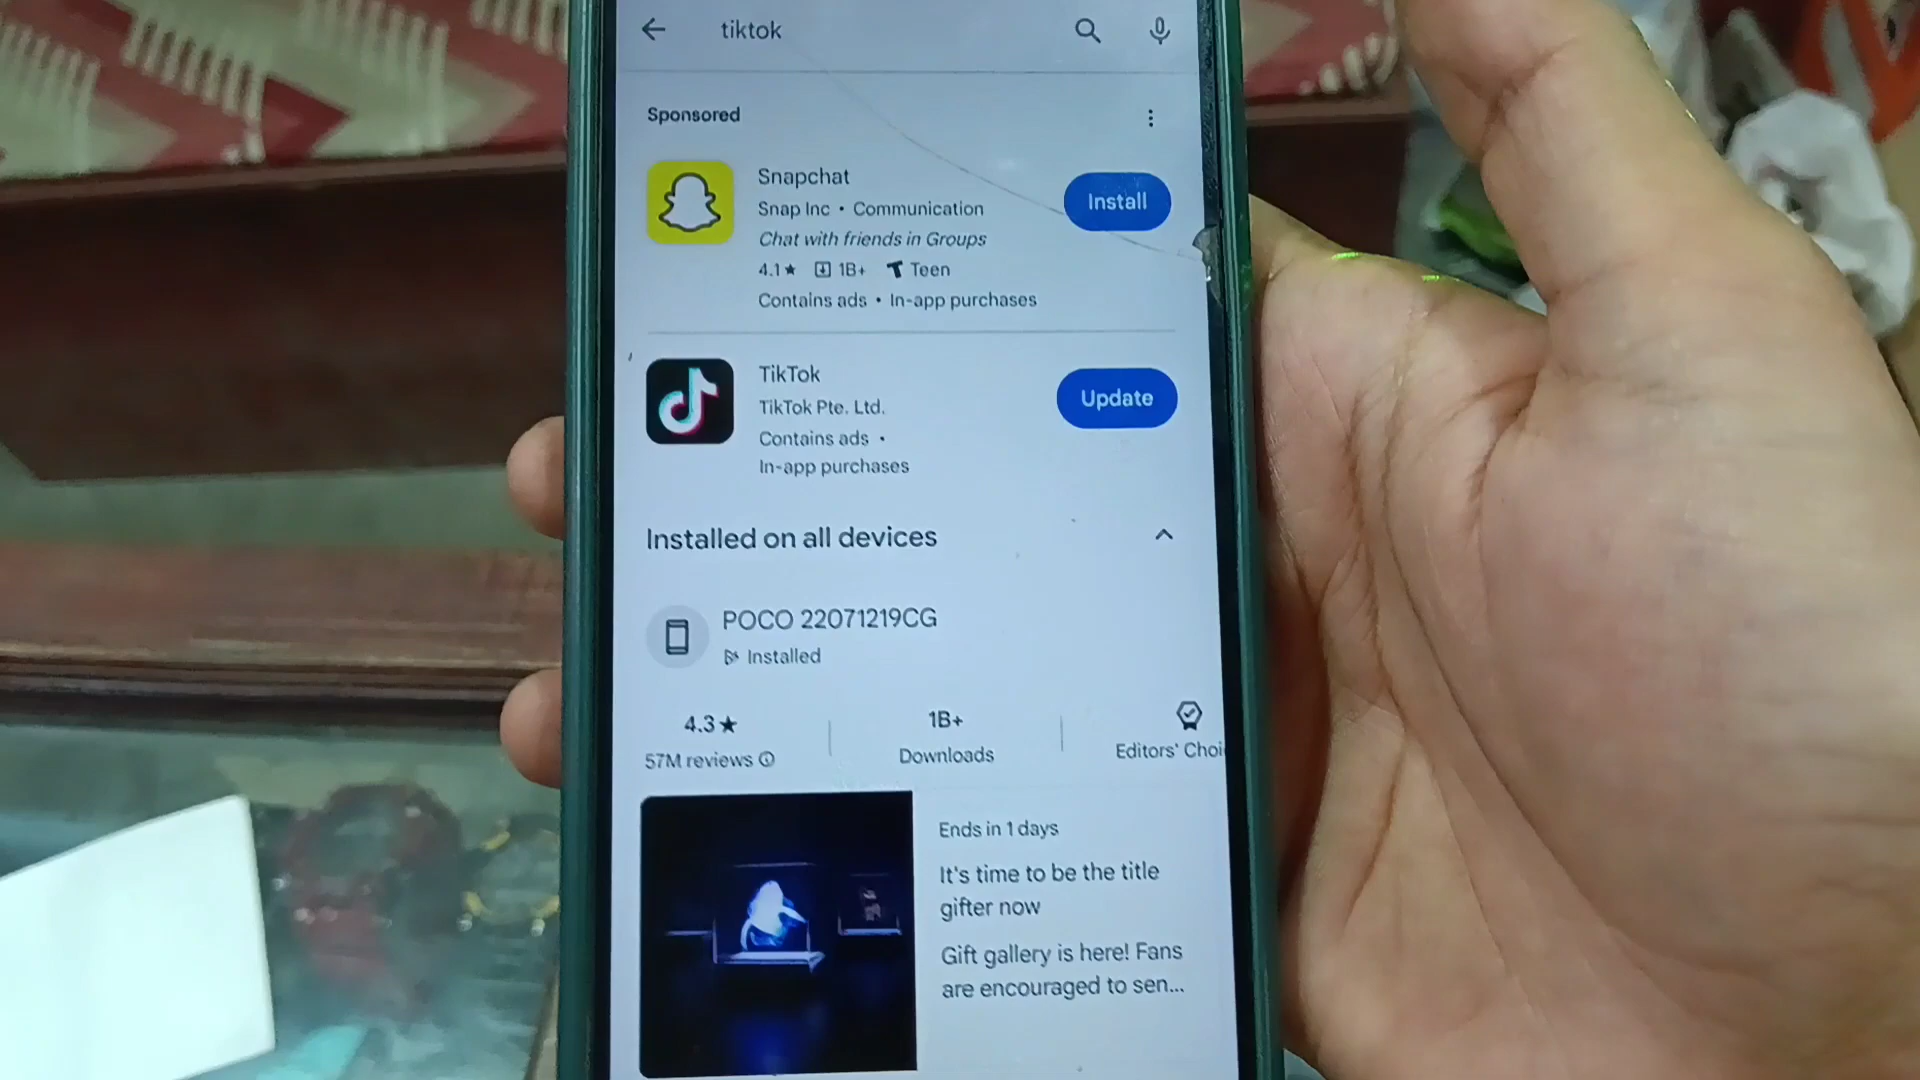 tiktok
Sponsored
Snapchat
Snap Inc • Communication
Chat with friends in Groups
4.1★ 1B+ Teen
Contains ads • In-app purchases
Install
TikTok
TikTok Pte. Ltd.
Contains ads •
In-app purchases
Update
Installed on all devices
POCO 22071219CG
Installed
4.3★
57M reviews
1B+
Downloads
Editors' Choi
Ends in 1 days
It's time to be the title
gifter now
Gift gallery is here! Fans
are encouraged to sen...